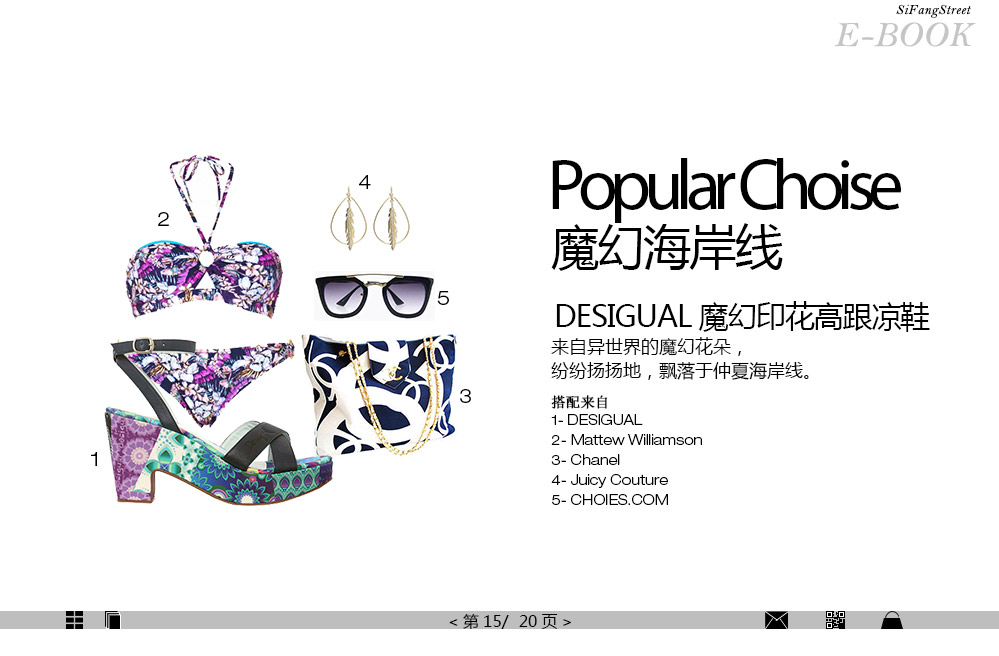 SiFangStreet
E-BOOK
Popular Choise
魔幻海岸线
DESIGUAL 魔幻印花高跟凉鞋
来自异世界的魔幻花朵，
纷纷扬扬地，飘落于仲夏海岸线。
搭配来自
1- DESIGUAL
2- Mattew Williamson
3- Chanel
4- Juicy Couture
5- CHOIES.COM
2
4
5
3
1
< 第 15/ 20 页 >